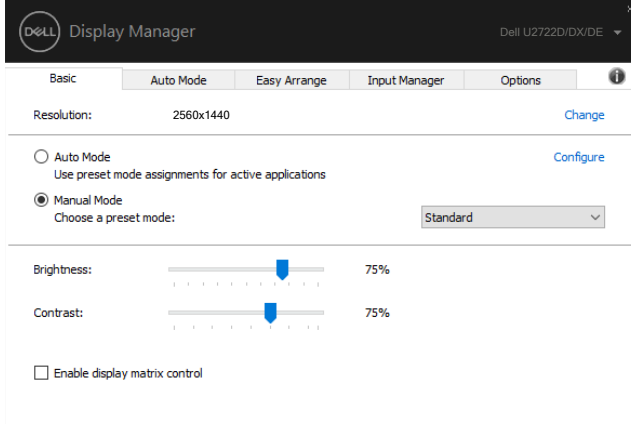 DELL Display Manager
Dell U2722D/DX/DE
Basic Auto Mode Easy Arrange Input Manager Options
Resolution: 2560x1440 Change
Auto Mode Configure
Use preset mode assignments for active applications
Manual Mode
Choose a preset mode: Standard
Brightness: 75%
Contrast: 75%
Enable display matrix control